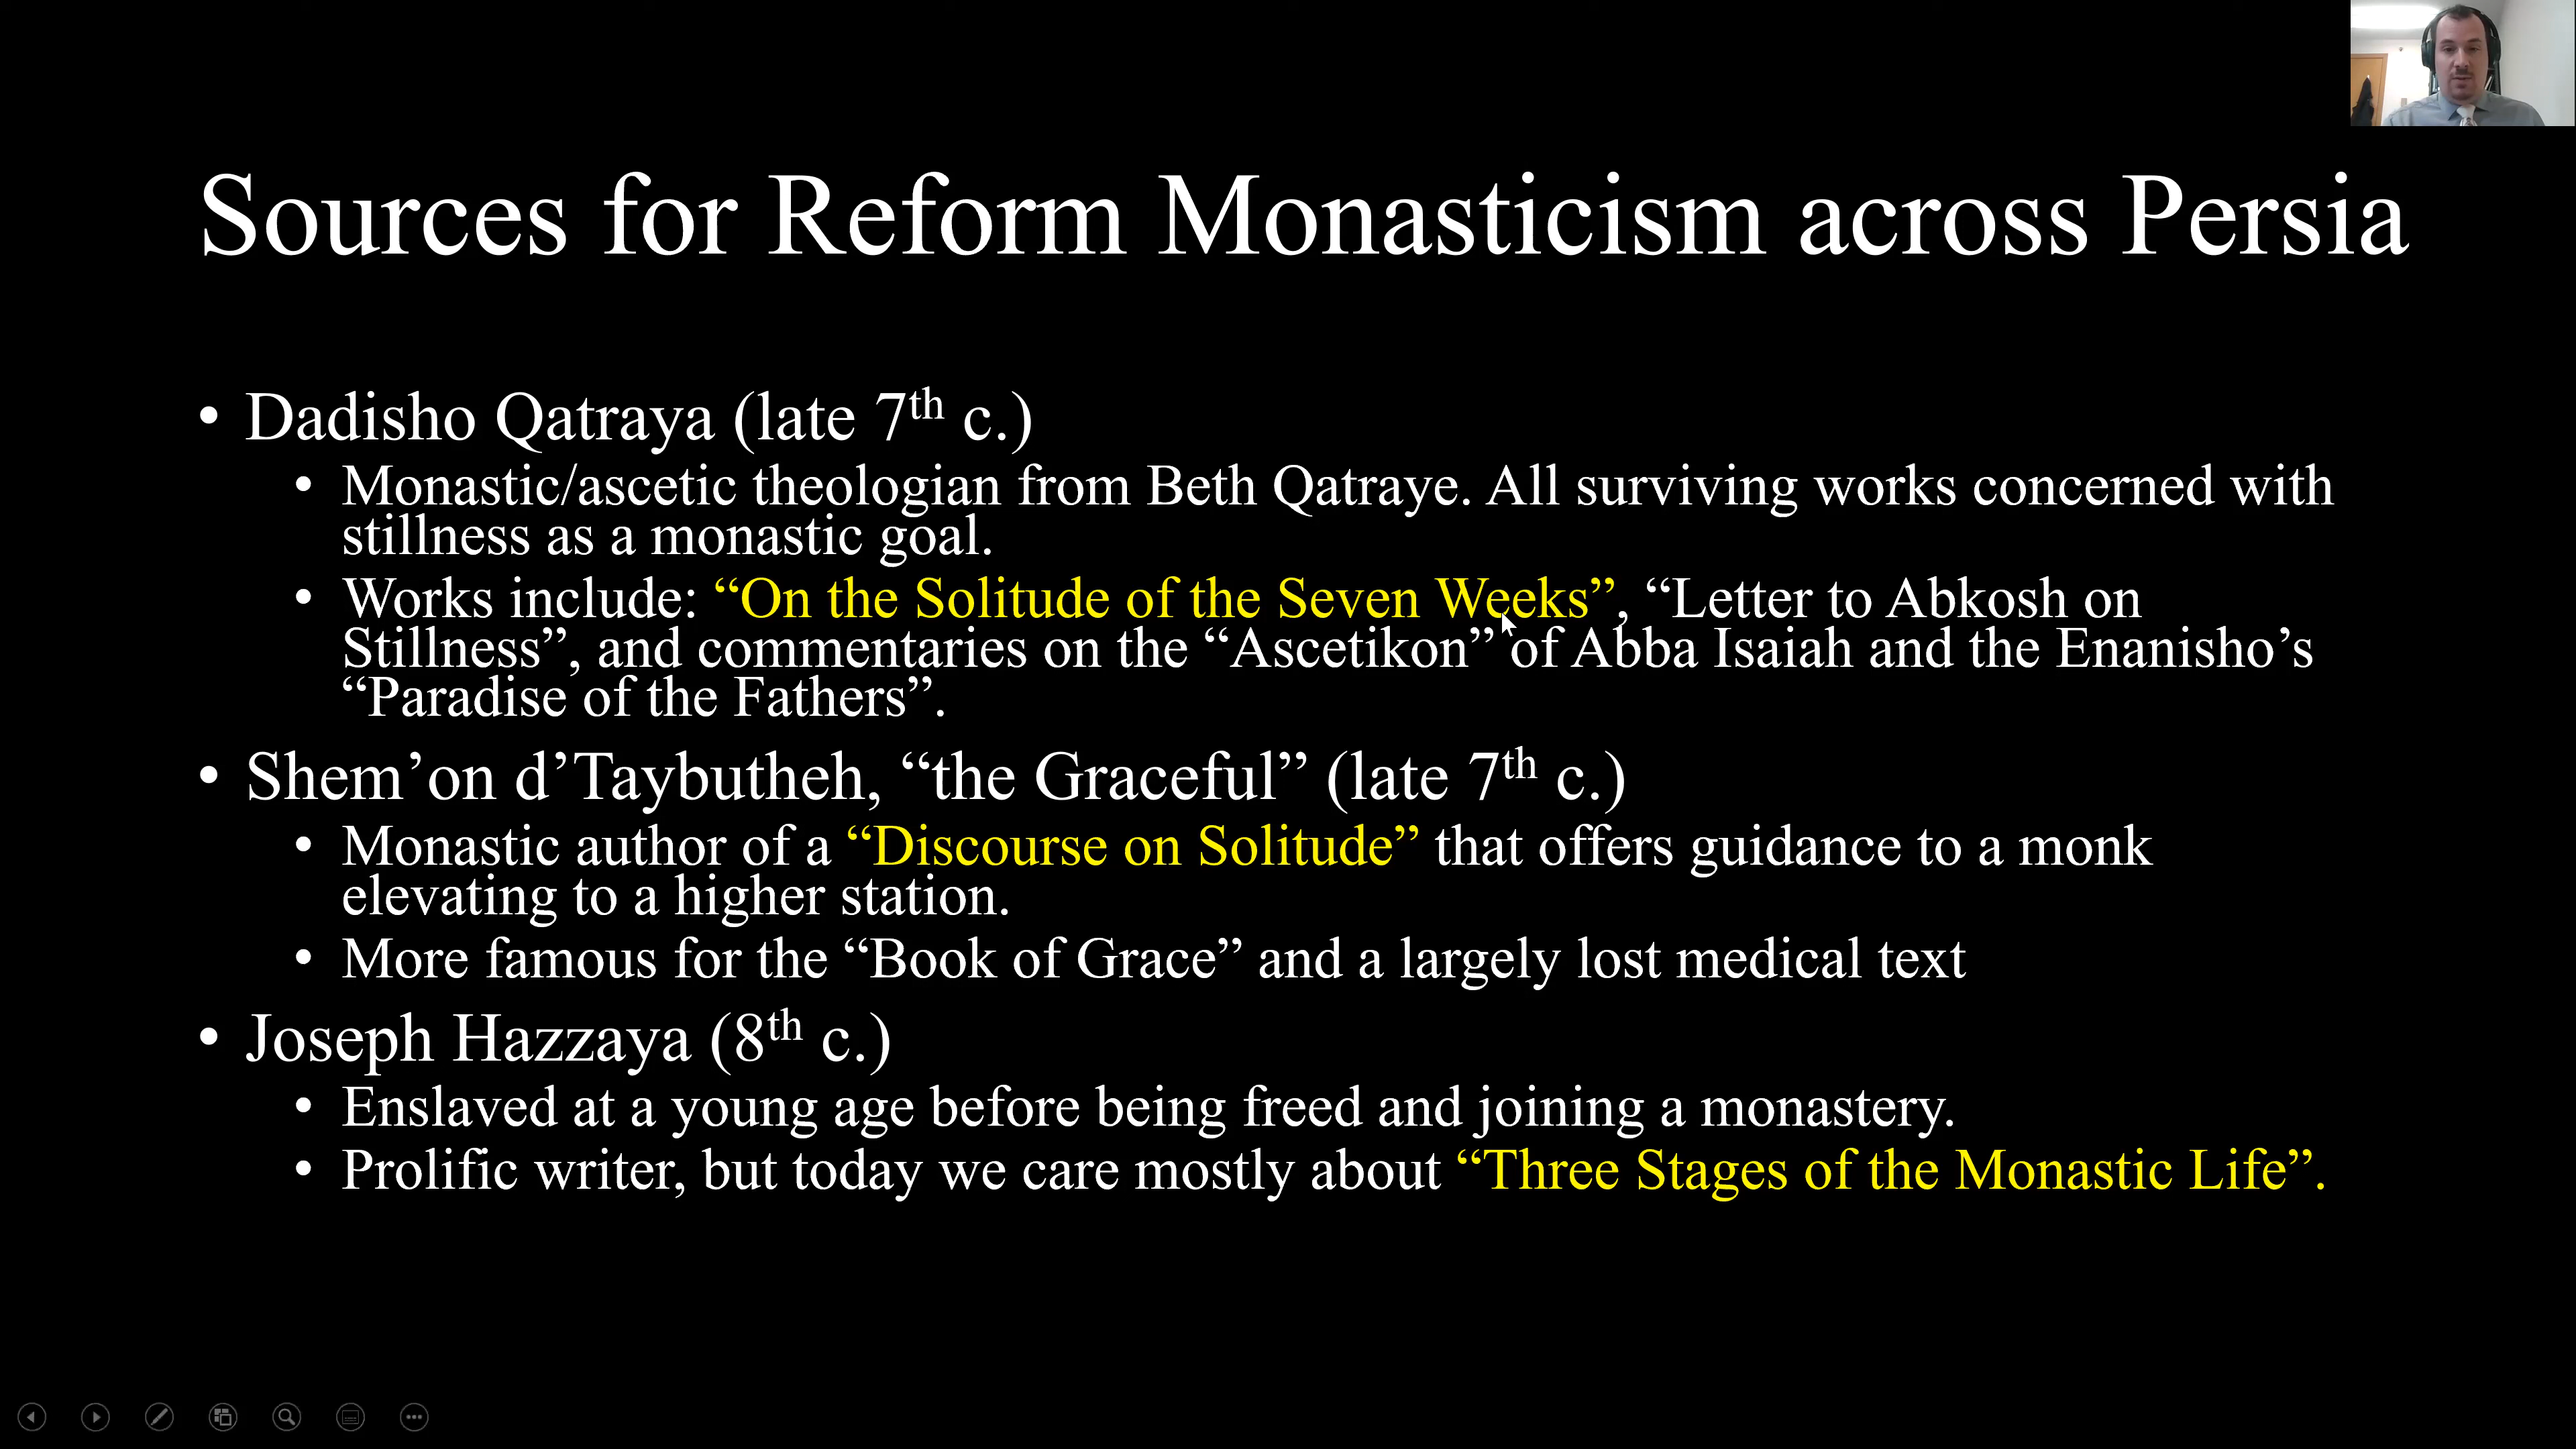 Sources for Reform Monasticism across Persia
• Dadisho Qatraya (late 7th c.)
• Monastic/ascetic theologian from Beth Qatraye. All surviving works concerned with
stillness as a monastic goal.
• Works include: “On the Solitude of the Seven Weeks”, “Letter to Abkosh on
Stillness”, and commentaries on the “Ascetikon” of Abba Isaiah and the Enanisho’s
“Paradise of the Fathers”.
• Shem’on d’Taybutheh, “the Graceful” (late 7th c.)
• Monastic author of a “Discourse on Solitude” that offers guidance to a monk
elevating to a higher station.
• More famous for the “Book of Grace” and a largely lost medical text
• Joseph Hazzaya (8th c.)
• Enslaved at a young age before being freed and joining a monastery.
• Prolific writer, but today we care mostly about “Three Stages of the Monastic Life”.